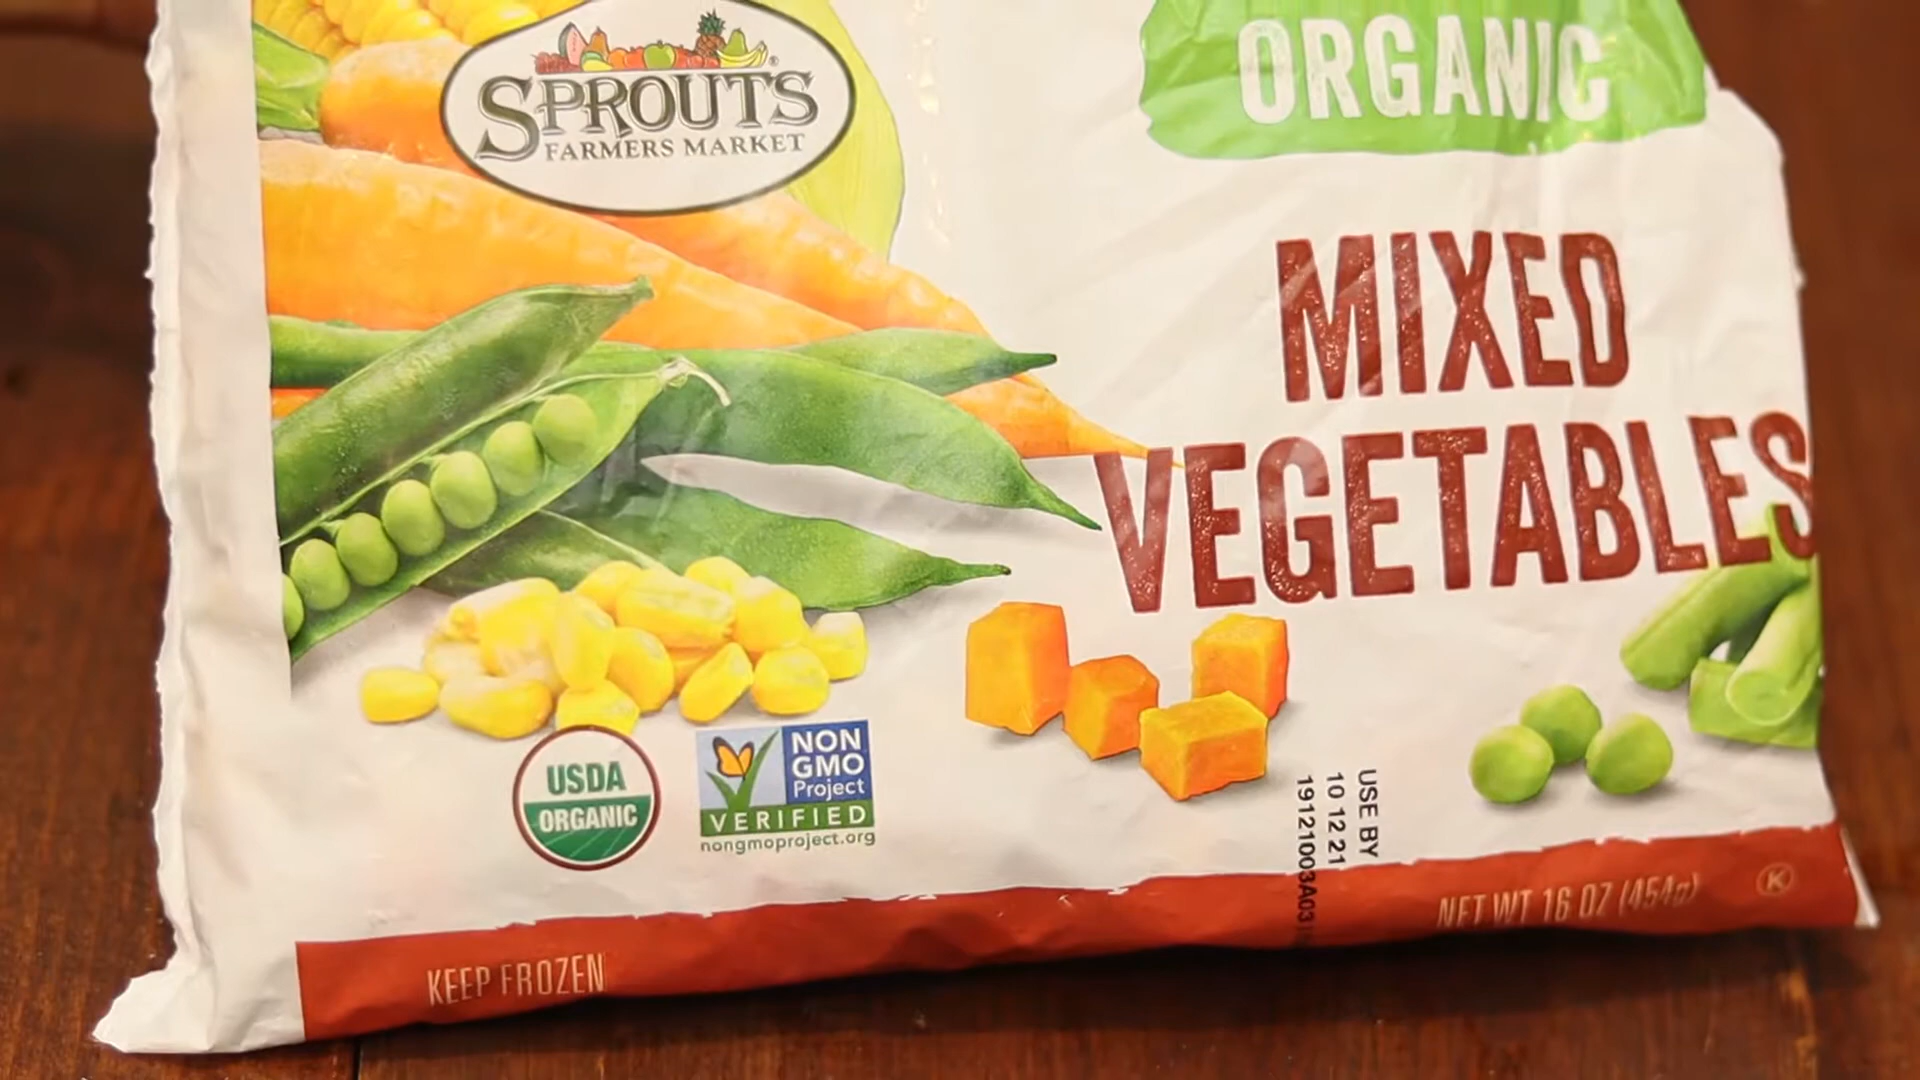 SPROUTS
FARMERS MARKET
ORGANIC
MIXED
VEGETABLES
USDA
ORGANIC
NON
GMO
Project
VERIFIED
nongmoproject.org
USE BY
10 12 21
19121003A031
KEEP FROZEN
NET WT 16 OZ (454g)
K